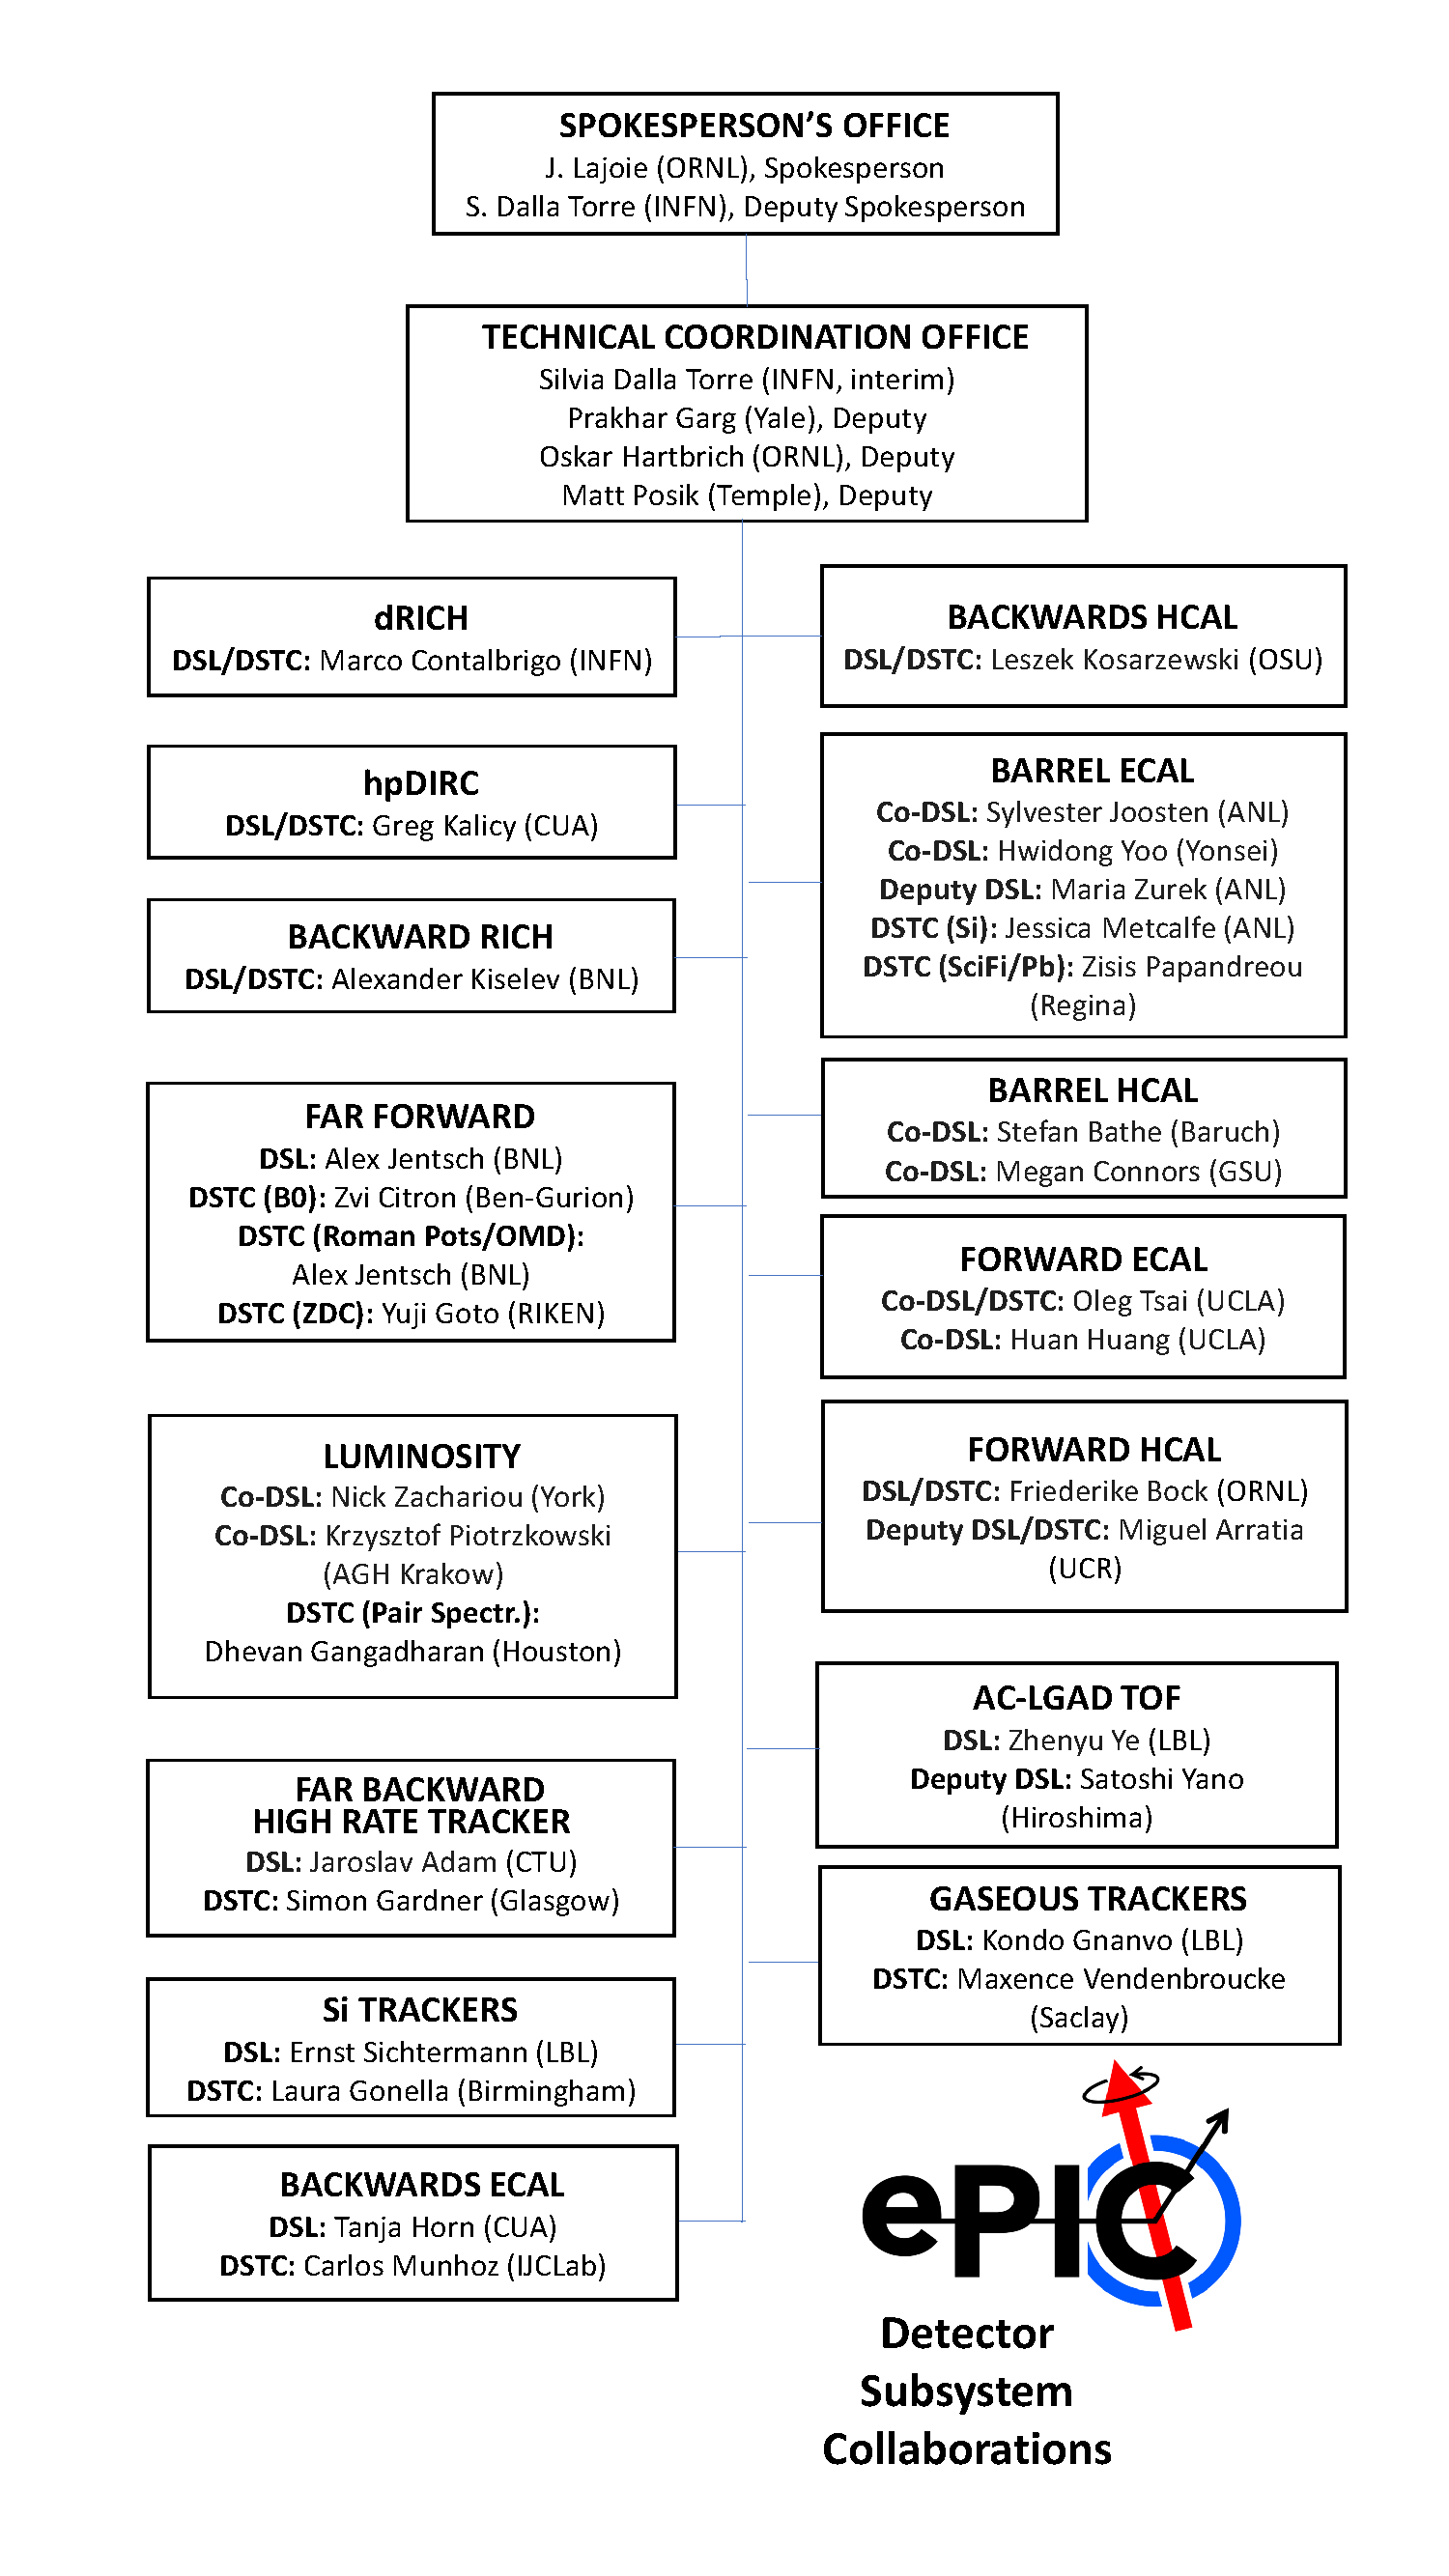 SPOKESPERSON’S OFFICE
J. Lajoie (ORNL), Spokesperson
S. Dalla Torre (INFN), Deputy Spokesperson
TECHNICAL COORDINATION OFFICE
Silvia Dalla Torre (INFN, interim)
Prakhar Garg (Yale), Deputy
Oskar Hartbrich (ORNL), Deputy
Matt Posik (Temple), Deputy
dRICH
DSL/DSTC: Marco Contalbrigo (INFN)
hpDIRC
DSL/DSTC: Greg Kalicy (CUA)
BACKWARD RICH
DSL/DSTC: Alexander Kiselev (BNL)
FAR FORWARD
DSL: Alex Jentsch (BNL)
DSTC (B0): Zvi Citron (Ben-Gurion)
DSTC (Roman Pots/OMD):
Alex Jentsch (BNL)
DSTC (ZDC): Yuji Goto (RIKEN)
LUMINOSITY
Co-DSL: Nick Zachariou (York)
Co-DSL: Krzysztof Piotrzkowski
(AGH Krakow)
DSTC (Pair Spectr.):
Dhevan Gangadharan (Houston)
FAR BACKWARD
HIGH RATE TRACKER
DSL: Jaroslav Adam (CTU)
DSTC: Simon Gardner (Glasgow)
Si TRACKERS
DSL: Ernst Sichtermann (LBL)
DSTC: Laura Gonella (Birmingham)
BACKWARDS ECAL
DSL: Tanja Horn (CUA)
DSTC: Carlos Munhoz (IJCLab)
BACKWARDS HCAL
DSL/DSTC: Leszek Kosarzewski (OSU)
BARREL ECAL
Co-DSL: Sylvester Joosten (ANL)
Co-DSL: Hwidong Yoo (Yonsei)
Deputy DSL: Maria Zurek (ANL)
DSTC (Si): Jessica Metcalfe (ANL)
DSTC (SciFi/Pb): Zisis Papandreou
(Regina)
BARREL HCAL
Co-DSL: Stefan Bathe (Baruch)
Co-DSL: Megan Connors (GSU)
FORWARD ECAL
Co-DSL/DSTC: Oleg Tsai (UCLA)
Co-DSL: Huan Huang (UCLA)
FORWARD HCAL
DSL/DSTC: Friederike Bock (ORNL)
Deputy DSL/DSTC: Miguel Arratia
(UCR)
AC-LGAD TOF
DSL: Zhenyu Ye (LBL)
Deputy DSL: Satoshi Yano
(Hiroshima)
GASEOUS TRACKERS
DSL: Kondo Gnanvo (LBL)
DSTC: Maxence Vendenbroucke
(Saclay)
ePIC
Detector
Subsystem
Collaborations